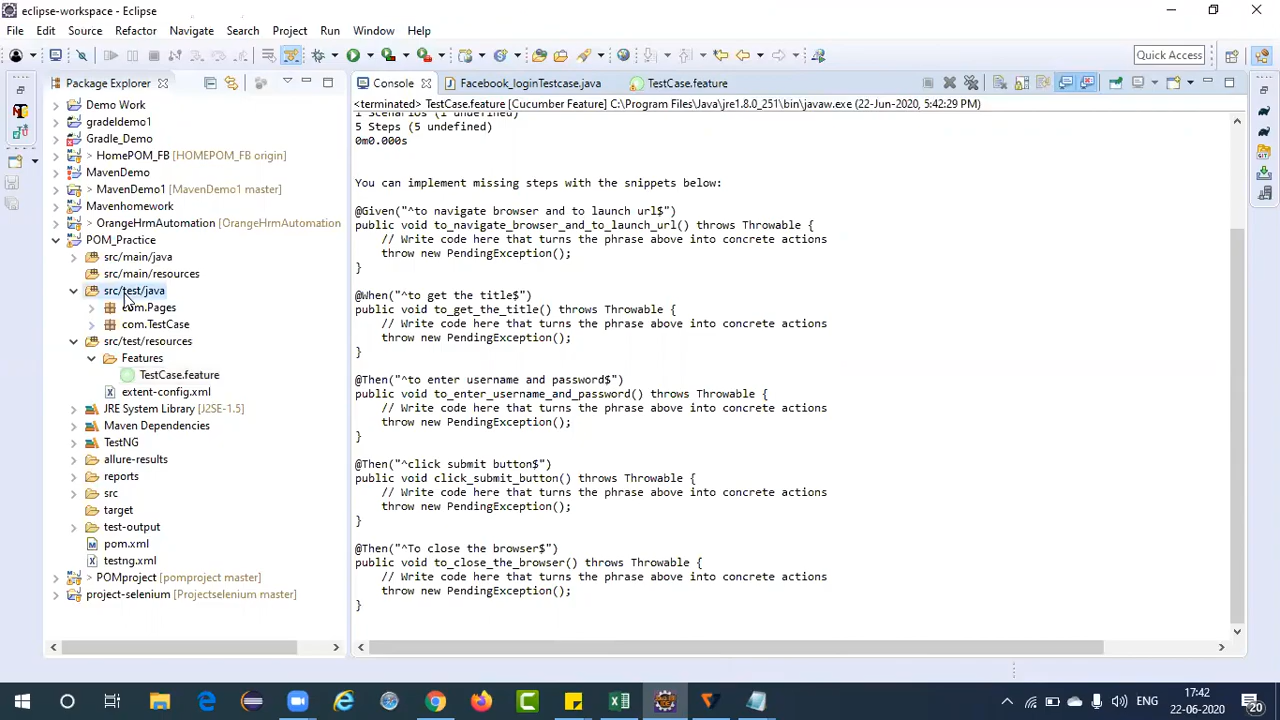 eclipse-workspace - Eclipse
File Edit Source Refactor Navigate Search Project Run Window Help
Quick Access
Package Explorer
Console
Facebook_loginTestcase.java
TestCase.feature
<terminated> TestCase.feature [Cucumber Feature] C:\Program Files\Java\jre1.8.0_251\bin\javaw.exe (22-Jun-2020, 5:42:29 PM)
Demo Work
gradeldemo1
Gradle_Demo
> HomePOM_FB [HOMEPOM_FB origin]
MavenDemo
> MavenDemo1 [MavenDemo1 master]
Mavenhomework
> OrangeHrmAutomation [OrangeHrmAutomation
POM_Practice
src/main/java
src/main/resources
src/test/java
com.Pages
com.TestCase
src/test/resources
Features
TestCase.feature
extent-config.xml
JRE System Library [J2SE-1.5]
Maven Dependencies
TestNG
allure-results
reports
src
target
test-output
pom.xml
testng.xml
> POMproject [pomproject master]
project-selenium [Projectselenium master]
1 Scenarios (1 undefined)
5 Steps (5 undefined)
0m0.000s
You can implement missing steps with the snippets below:
@Given("^to navigate browser and to launch url$")
public void to_navigate_browser_and_to_launch_url() throws Throwable {
// Write code here that turns the phrase above into concrete actions
throw new PendingException();
}
@When("^to get the title$")
public void to_get_the_title() throws Throwable {
// Write code here that turns the phrase above into concrete actions
throw new PendingException();
}
@Then("^to enter username and password$")
public void to_enter_username_and_password() throws Throwable {
// Write code here that turns the phrase above into concrete actions
throw new PendingException();
}
@Then("^click submit button$")
public void click_submit_button() throws Throwable {
// Write code here that turns the phrase above into concrete actions
throw new PendingException();
}
@Then("^To close the browser$")
public void to_close_the_browser() throws Throwable {
// Write code here that turns the phrase above into concrete actions
throw new PendingException();
}
ENG
17:42
22-06-2020
20